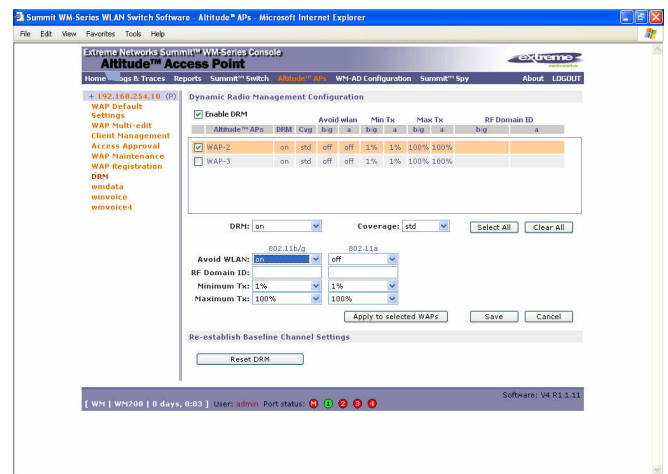 Summit WM-Series WLAN Switch Software - Altitude™ APs - Microsoft Internet Explorer
File Edit View Favorites Tools Help
Extreme Networks Summit™ WM-Series Console
Altitude™ Access Point
extreme
networks
Home Logs & Traces Reports Summit™ Switch Altitude™ APs WM-AD Configuration Summit™ Spy About LOGOUT
+ 192.168.254.10 (P)
WAP Default Settings
WAP Multi-edit
Client Management
Access Approval
WAP Maintenance
WAP Registration
DRM
wmdata
wmvoice
wmvoice4
Dynamic Radio Management Configuration
Enable DRM
Avoid wlan Min Tx Max Tx RF Domain ID
Altitude™ APs DRM Cvg b/g a b/g a b/g a b/g a
WAP-2 on std off off 1% 1% 100% 100%
WAP-3 on std off off 1% 1% 100% 100%
DRM: on Coverage: std Select All Clear All
802.11b/g 802.11a
Avoid WLAN: on off
RF Domain ID:
Minimum Tx: 1% 1%
Maximum Tx: 100% 100%
Apply to selected WAPs Save Cancel
Re-establish Baseline Channel Settings
Reset DRM
[ WM | WM200 | 0 days, 0:03 ] User: admin Port status: M 1 2 3 4
Software: V4 R1.1.11